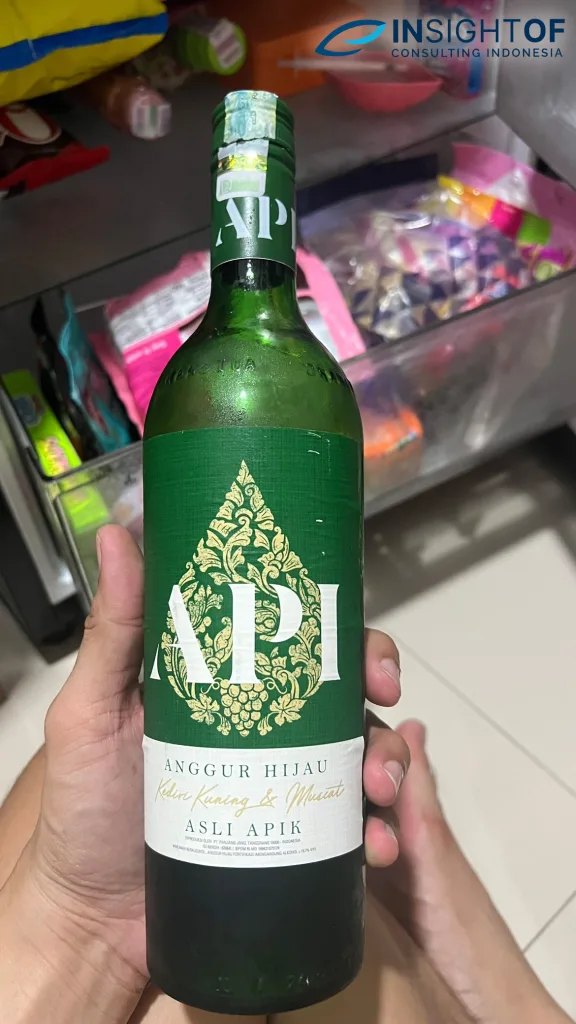 INSIGHTOF
CONSULTING INDONESIA
API
API
ANGGUR HIJAU
Kediri Kuning & Muscat
ASLI APIK